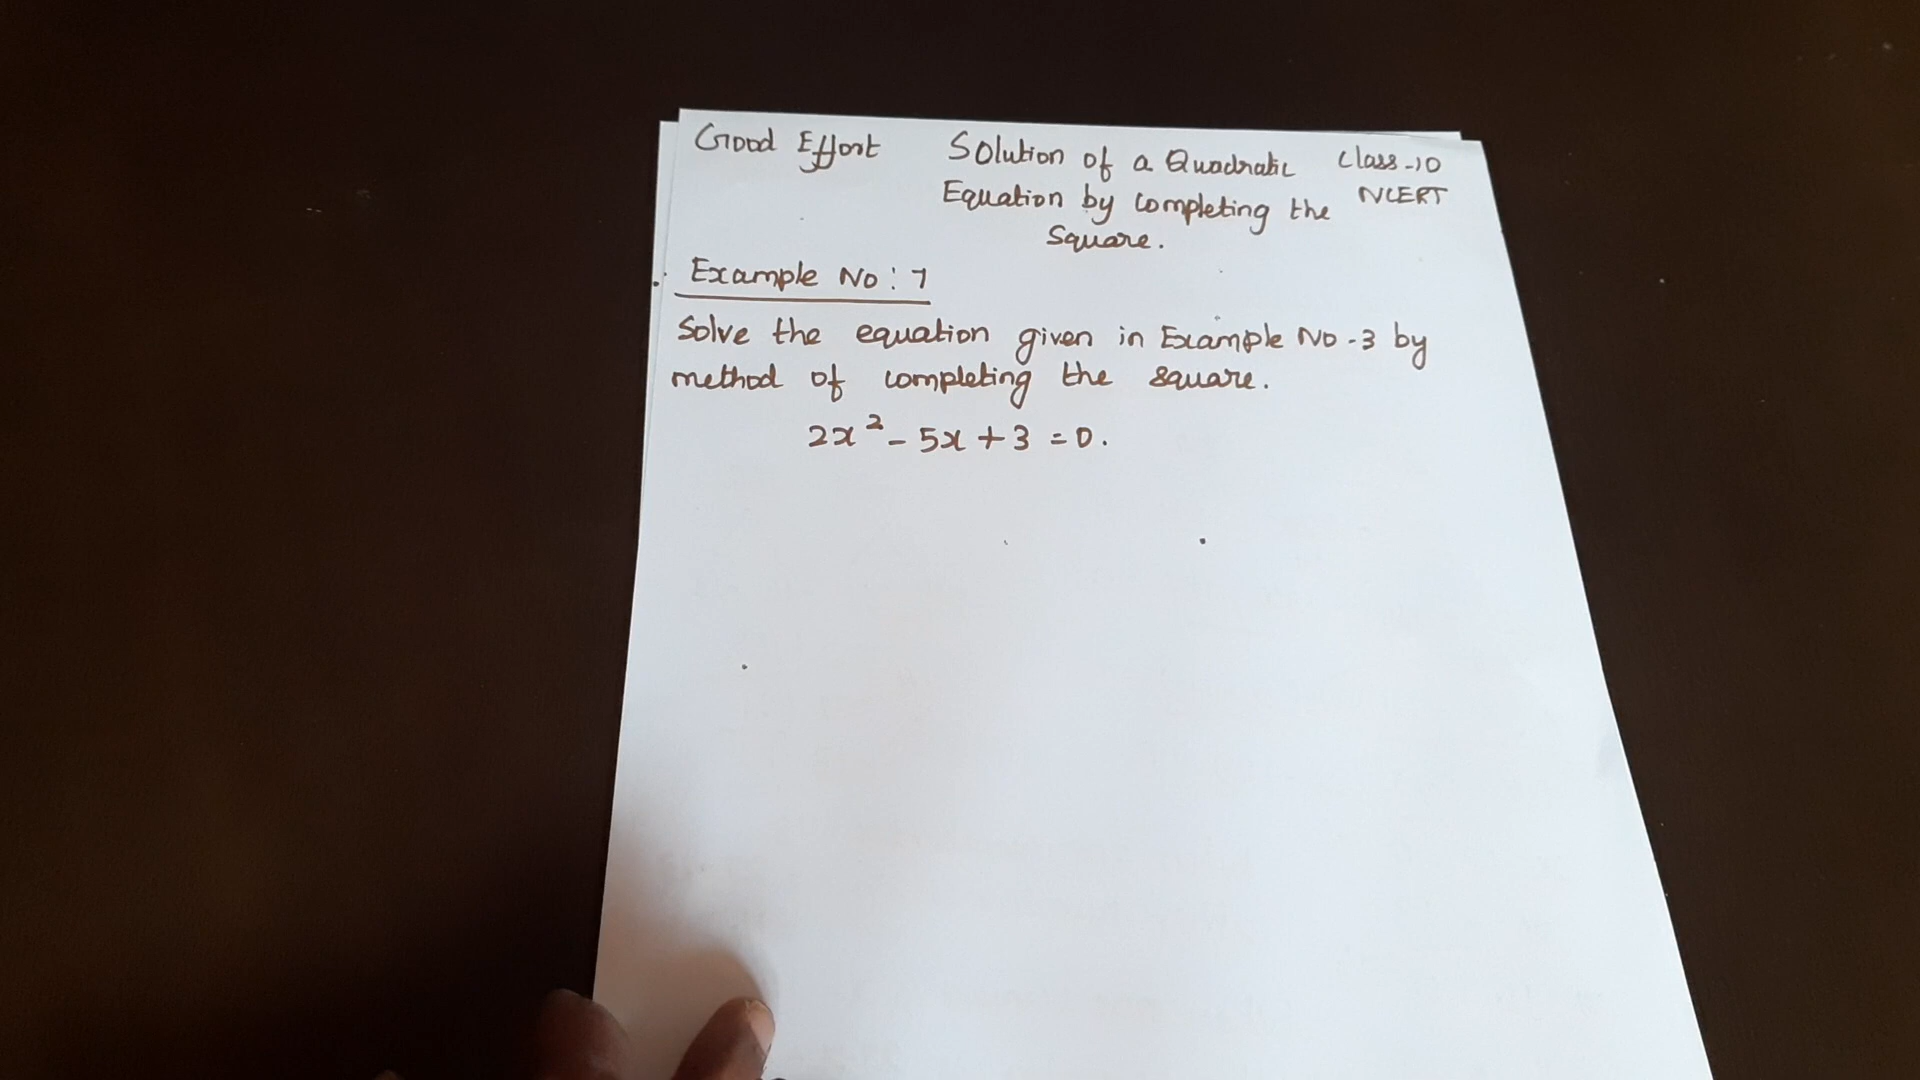 Good Effort
Solution of a Quadratic
Equation by completing the
Square.
Class-10
NCERT
Example No: 7
Solve the equation given in Example No-3 by
method of completing the square.
2x² - 5x + 3 = 0.